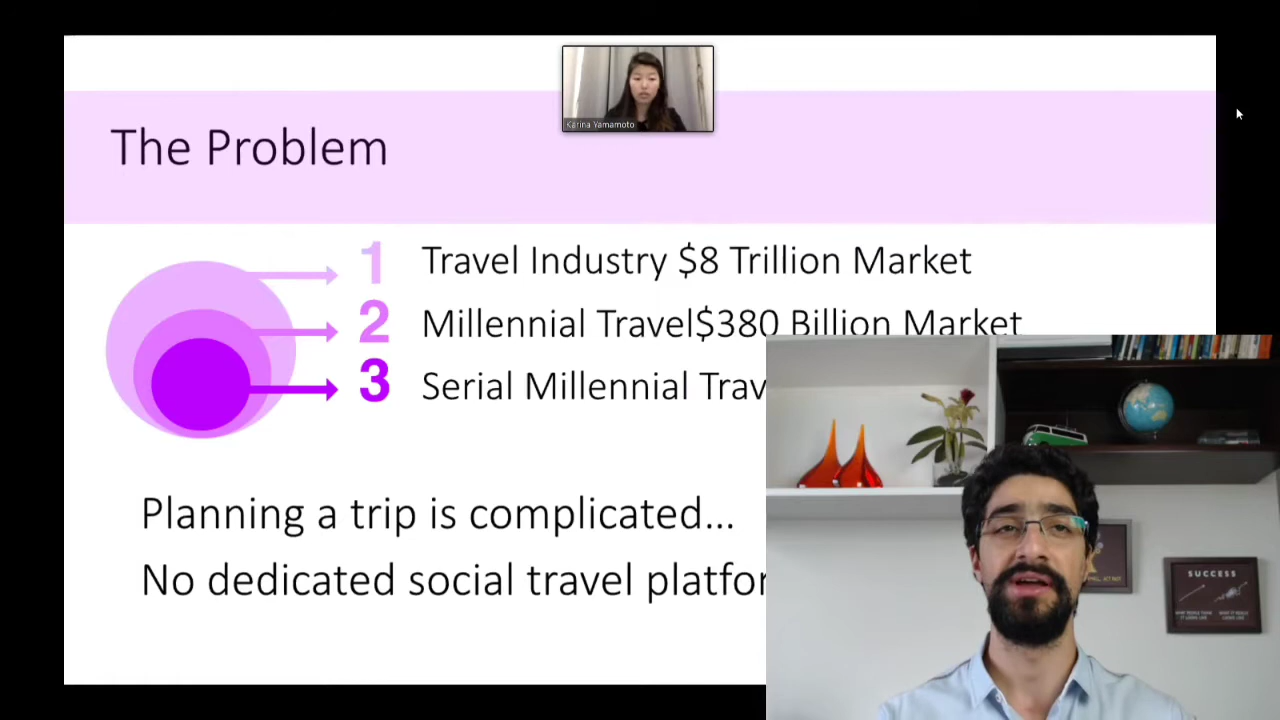 Karina Yamamoto
The Problem
1 Travel Industry $8 Trillion Market
2 Millennial Travel$380 Billion Market
3 Serial Millennial Trav
Planning a trip is complicated...
No dedicated social travel platfor
SUCCESS